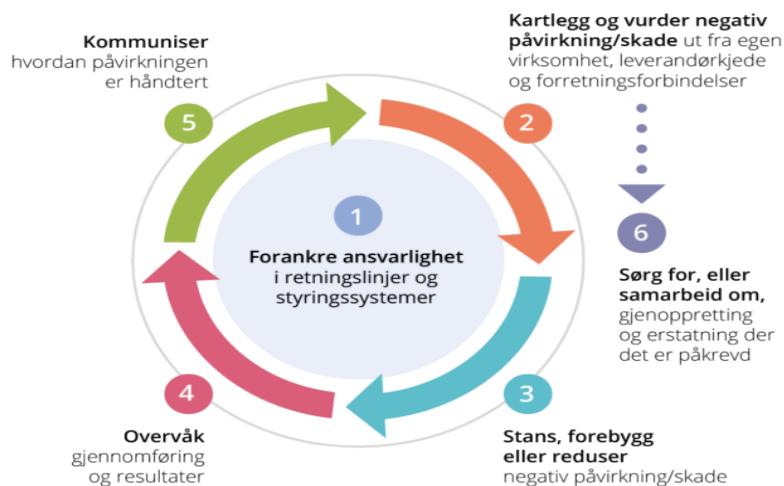 Kommuniser
hvordan påvirkningen
er håndtert
5
Kartlegg og vurder negativ
påvirkning/skade ut fra egen
virksomhet, leverandørkjede
og forretningsforbindelser
2
1
Forankre ansvarlighet
i retningslinjer og
styringssystemer
6
Sørg for, eller
samarbeid om,
gjenoppretting
og erstatning der
det er påkrevd
4
Overvåk
gjennomføring
og resultater
3
Stans, forebygg
eller reduser
negativ påvirkning/skade